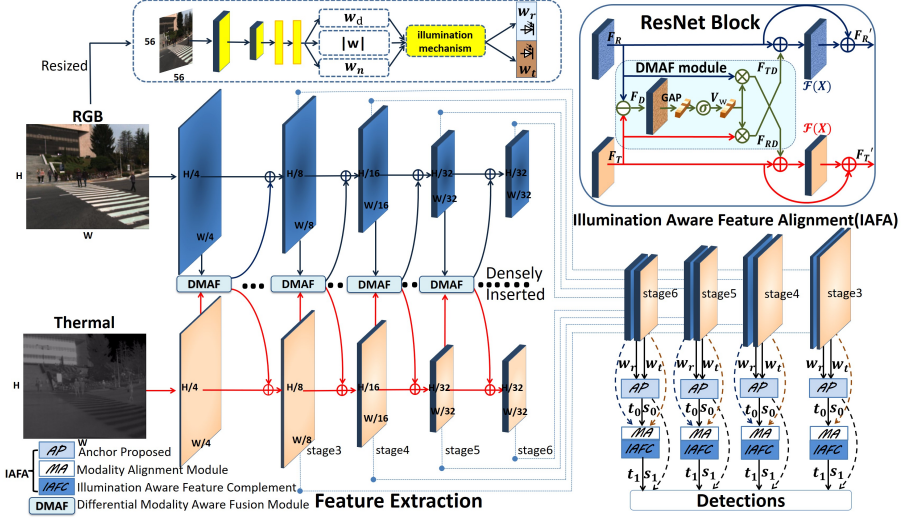 56
56
w_d
|w|
w_n
illumination
mechanism
w_r
w_t
Resized
RGB
H
W
H/4
W/4
H/8
W/8
H/16
W/16
H/32
W/32
H/32
W/32
DMAF
DMAF
DMAF
DMAF
Densely
Inserted
Thermal
H
W
H/4
W/4
H/8
W/8
H/16
W/16
H/32
W/32
H/32
W/32
stage3
stage4
stage5
stage6
Feature Extraction
IAFA
AP Anchor Proposed
MA Modality Alignment Module
IAFC Illumination Aware Feature Complement
DMAF Differential Modality Aware Fusion Module
ResNet Block
F_R
F_R'
DMAF module
F_TD
F(X)
F_D
GAP
σ
V_w
F_RD
F(X)
F_T
F_T'
Illumination Aware Feature Alignment(IAFA)
stage6
stage5
stage4
stage3
w_r w_t
w_r w_t
w_r w_t
w_r w_t
AP
AP
AP
AP
t_0 s_0
t_0 s_0
t_0 s_0
t_0 s_0
MA
MA
MA
MA
IAFC
IAFC
IAFC
IAFC
t_1 s_1
t_1 s_1
t_1 s_1
t_1 s_1
Detections